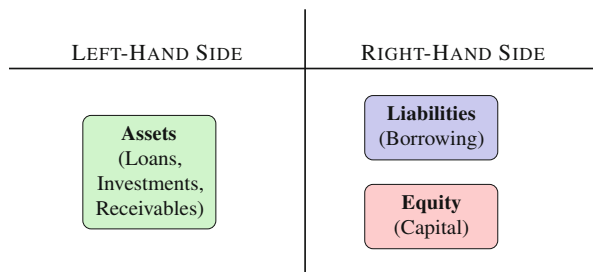 LEFT-HAND SIDE
RIGHT-HAND SIDE
Assets
(Loans,
Investments,
Receivables)
Liabilities
(Borrowing)
Equity
(Capital)